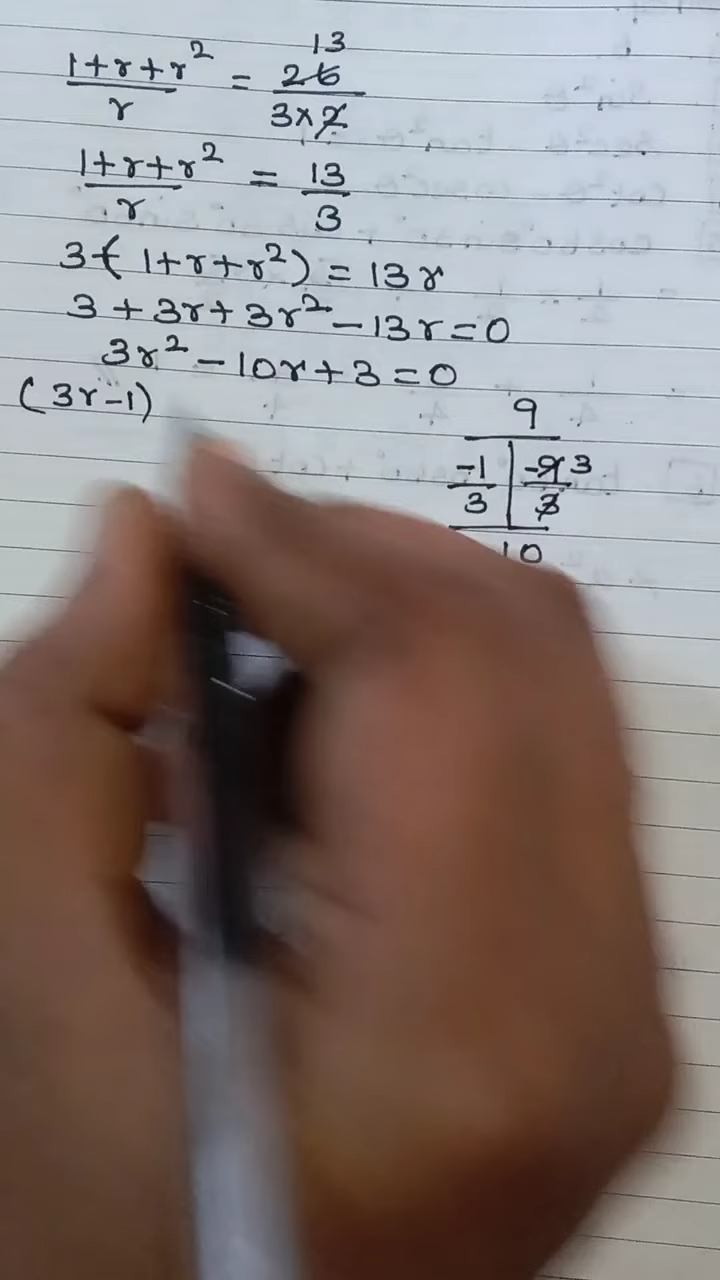 13
1+r+r² / r = 26 / 3×2
1+r+r² / r = 13 / 3
3(1+r+r²) = 13r
3+3r+3r²-13r=0
3r²-10r+3=0
(3r-1)
9
-1/3 | -9/3 3
10